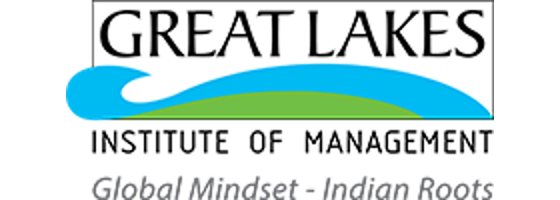 GREAT LAKES
INSTITUTE OF MANAGEMENT
Global Mindset - Indian Roots